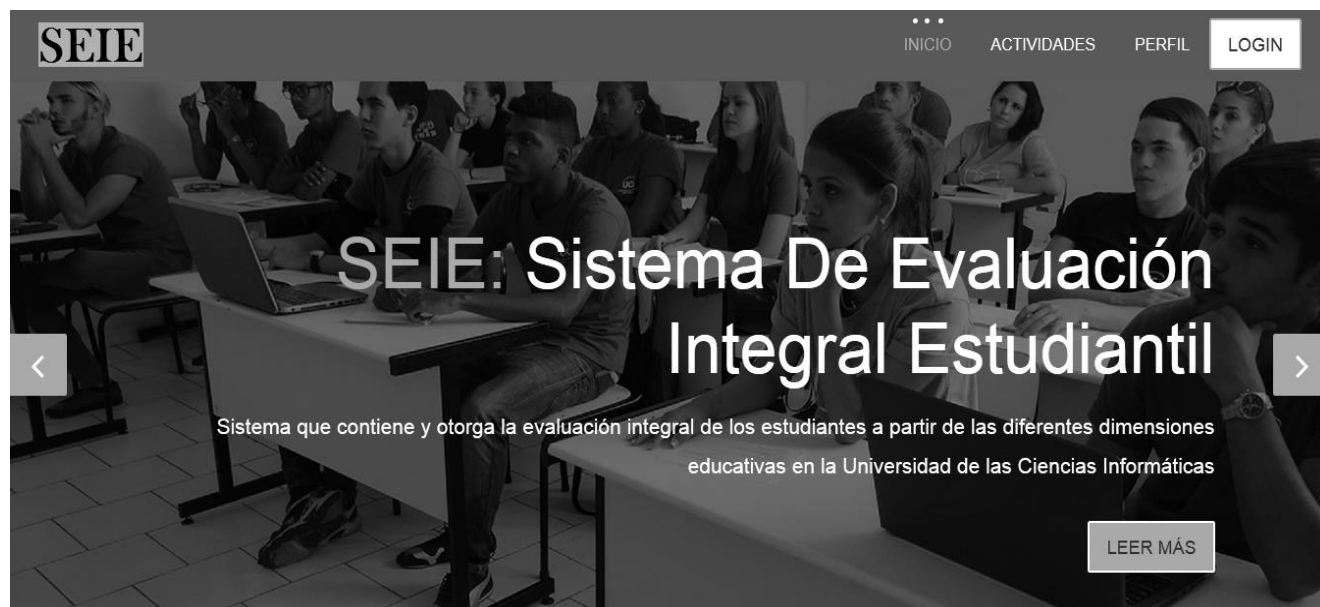 SEIE
INICIO ACTIVIDADES PERFIL LOGIN
UCI
SEIE: Sistema De Evaluación
Integral Estudiantil
Sistema que contiene y otorga la evaluación integral de los estudiantes a partir de las diferentes dimensiones
educativas en la Universidad de las Ciencias Informáticas
LEER MÁS